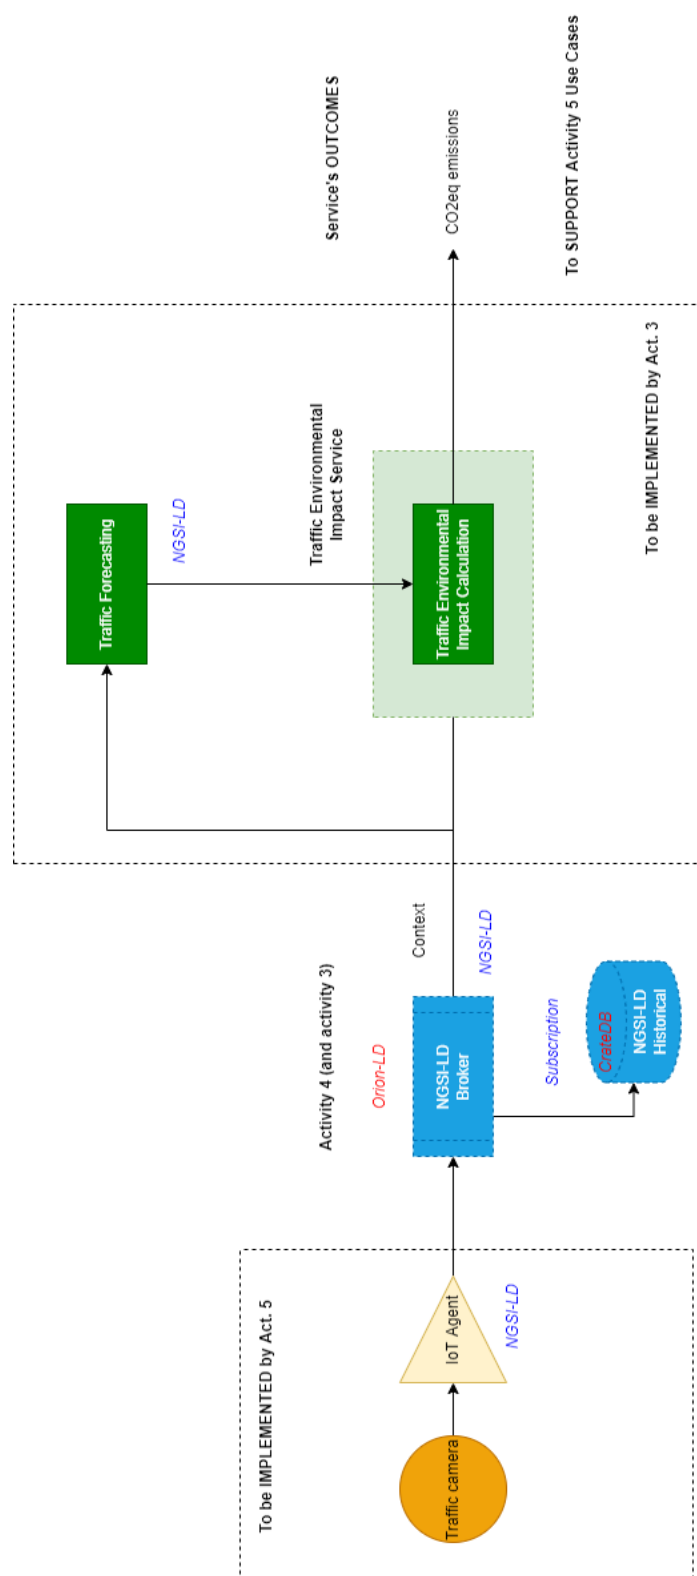 To be IMPLEMENTED by Act. 5
Traffic camera
IoT Agent
NGSI-LD
Activity 4 (and activity 3)
Orion-LD
NGSI-LD
Broker
Context
NGSI-LD
Subscription
CrateDB
NGSI-LD
Historical
Traffic Forecasting
NGSI-LD
Traffic Environmental
Impact Service
Traffic Environmental
Impact Calculation
To be IMPLEMENTED by Act. 3
Service's OUTCOMES
CO2eq emissions
To SUPPORT Activity 5 Use Cases